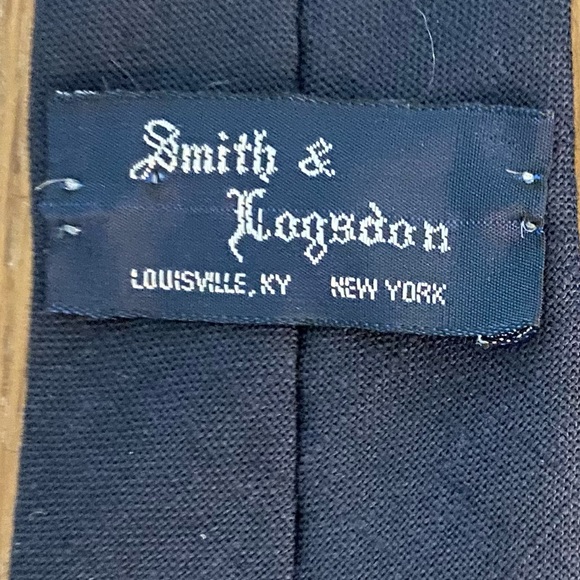 Smith &
Logsdon
LOUISVILLE, KY NEW YORK